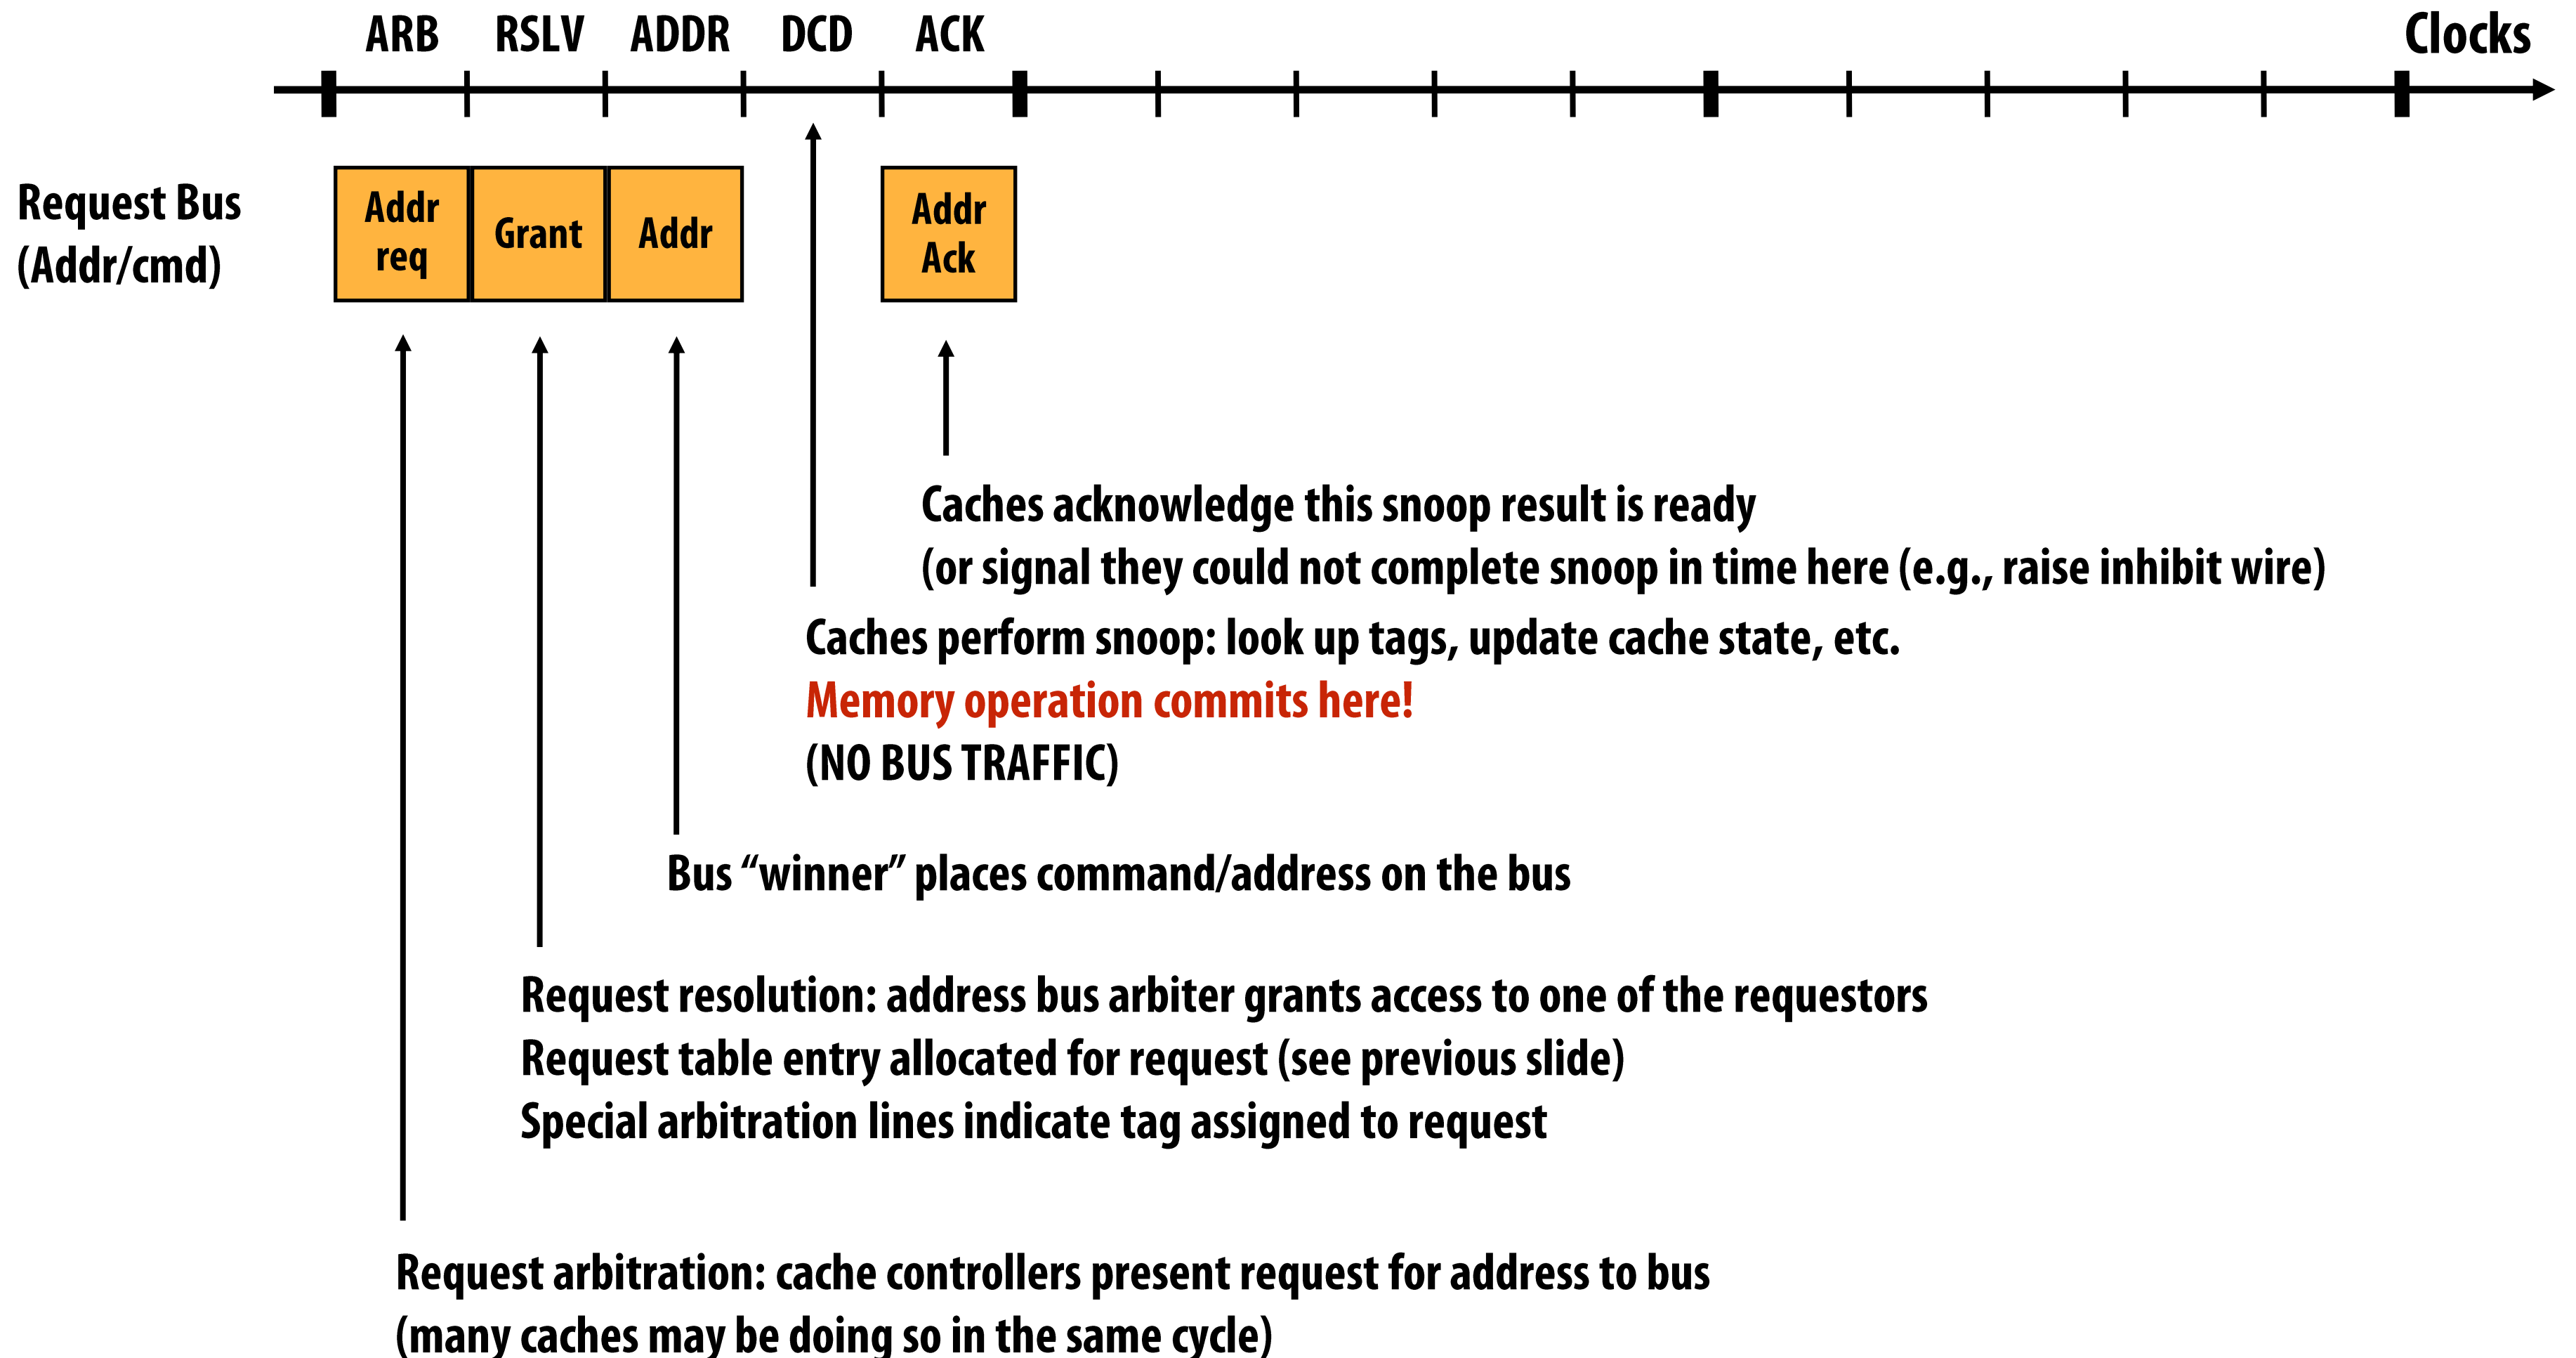 ARB RSLV ADDR DCD ACK Clocks
Request Bus
(Addr/cmd)
Addr
req
Grant
Addr
Addr
Ack
Caches acknowledge this snoop result is ready
(or signal they could not complete snoop in time here (e.g., raise inhibit wire)
Caches perform snoop: look up tags, update cache state, etc.
Memory operation commits here!
(NO BUS TRAFFIC)
Bus “winner” places command/address on the bus
Request resolution: address bus arbiter grants access to one of the requestors
Request table entry allocated for request (see previous slide)
Special arbitration lines indicate tag assigned to request
Request arbitration: cache controllers present request for address to bus
(many caches may be doing so in the same cycle)